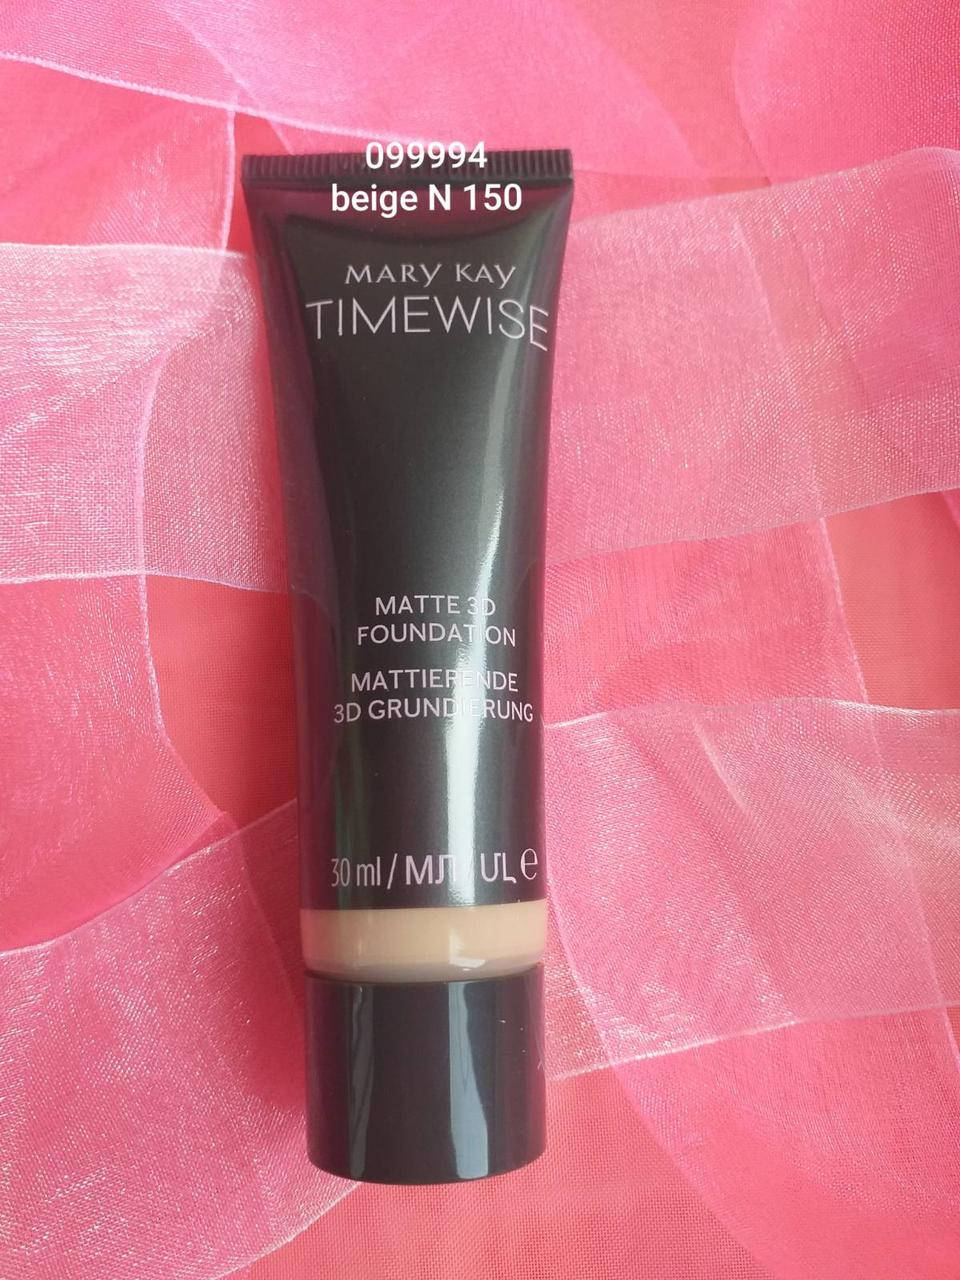 099994
beige N 150
MARY KAY
TIMEWISE
MATTE 3D
FOUNDATION
MATTIERENDE
3D GRUNDIERUNG
30 ml / МЛ / ՄԼ e